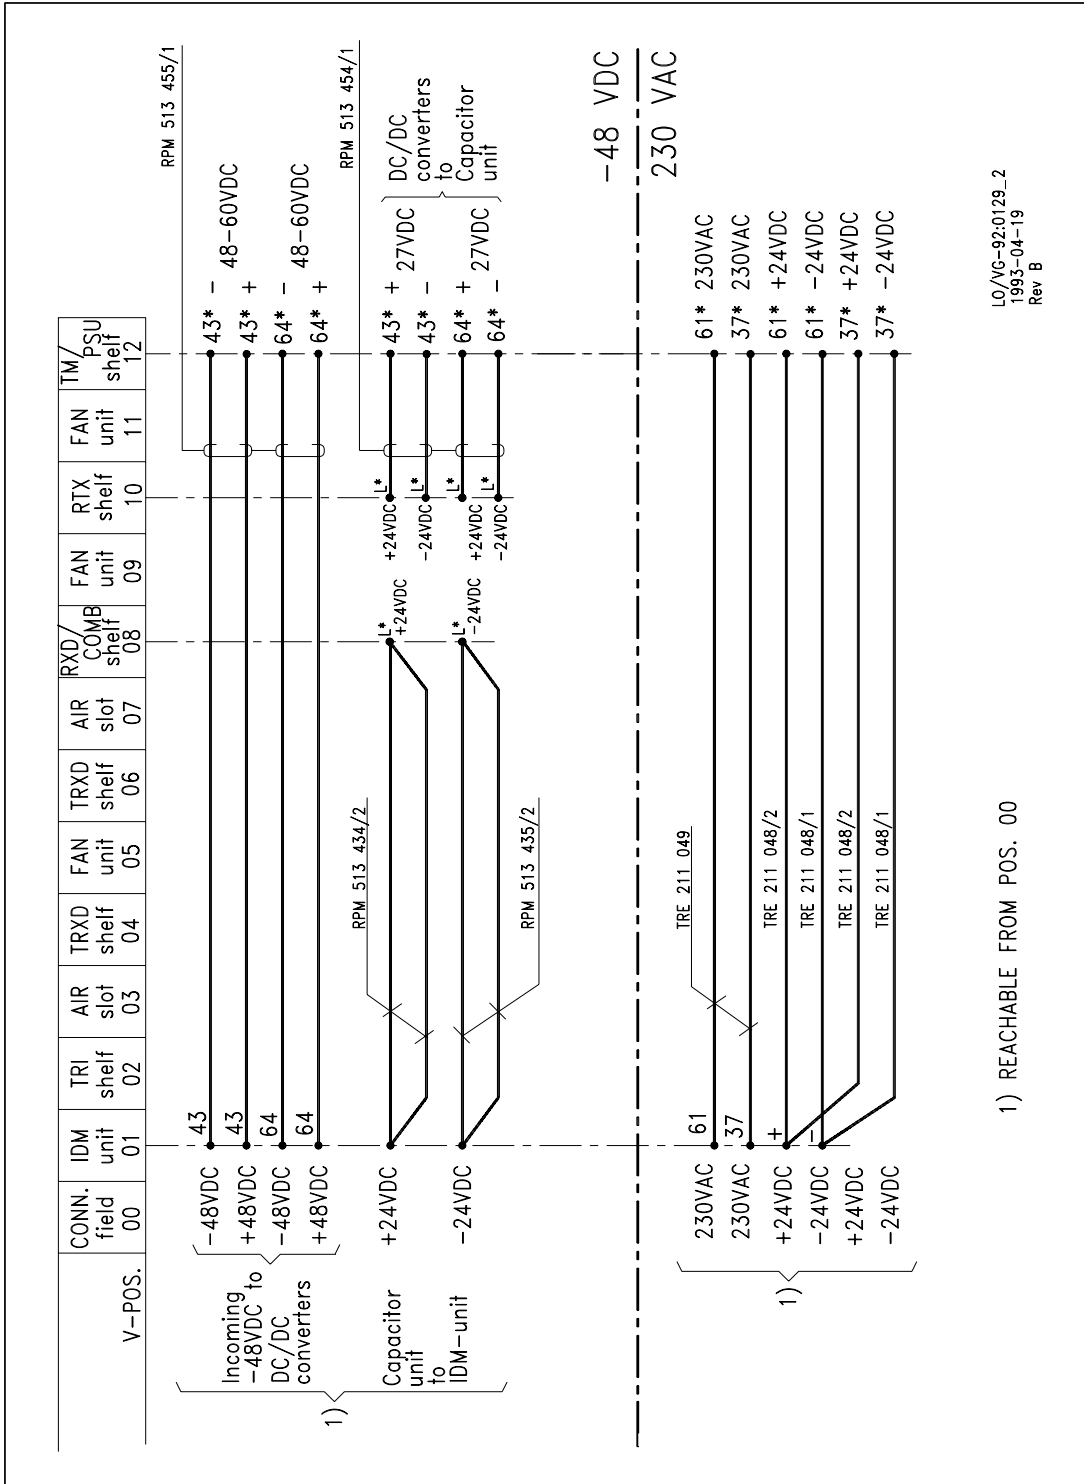 V-POS.
CONN.
field
00
IDM
unit
01
TRI
shelf
02
AIR
slot
03
TRXD
shelf
04
FAN
unit
05
TRXD
shelf
06
AIR
slot
07
RXD/
COMB
shelf
08
FAN
unit
09
RTX
shelf
10
FAN
unit
11
TM/
PSU
shelf
12
1)
Incoming
-48VDC to
DC/DC
converters
-48VDC
43
43* -
48-60VDC
+48VDC
43
43* +
-48VDC
64
64* -
48-60VDC
+48VDC
64
64* +
RPM 513 455/1
Capacitor
unit
to
IDM-unit
+24VDC
RPM 513 434/2
L*
+24VDC
-24VDC
RPM 513 435/2
L*
-24VDC
RPM 513 454/1
+24VDC
L*
43* +
27VDC
-24VDC
L*
43* -
+24VDC
L*
64* +
27VDC
-24VDC
L*
64* -
DC/DC
converters
to
Capacitor
unit
-48 VDC
230 VAC
1)
230VAC
61
TRE 211 049
61* 230VAC
230VAC
37
37* 230VAC
+24VDC
+
TRE 211 048/2
61* +24VDC
-24VDC
-
TRE 211 048/1
61* -24VDC
+24VDC
TRE 211 048/2
37* +24VDC
-24VDC
TRE 211 048/1
37* -24VDC
1) REACHABLE FROM POS. 00
LO/VG-92:0129_2
1993-04-19
Rev B